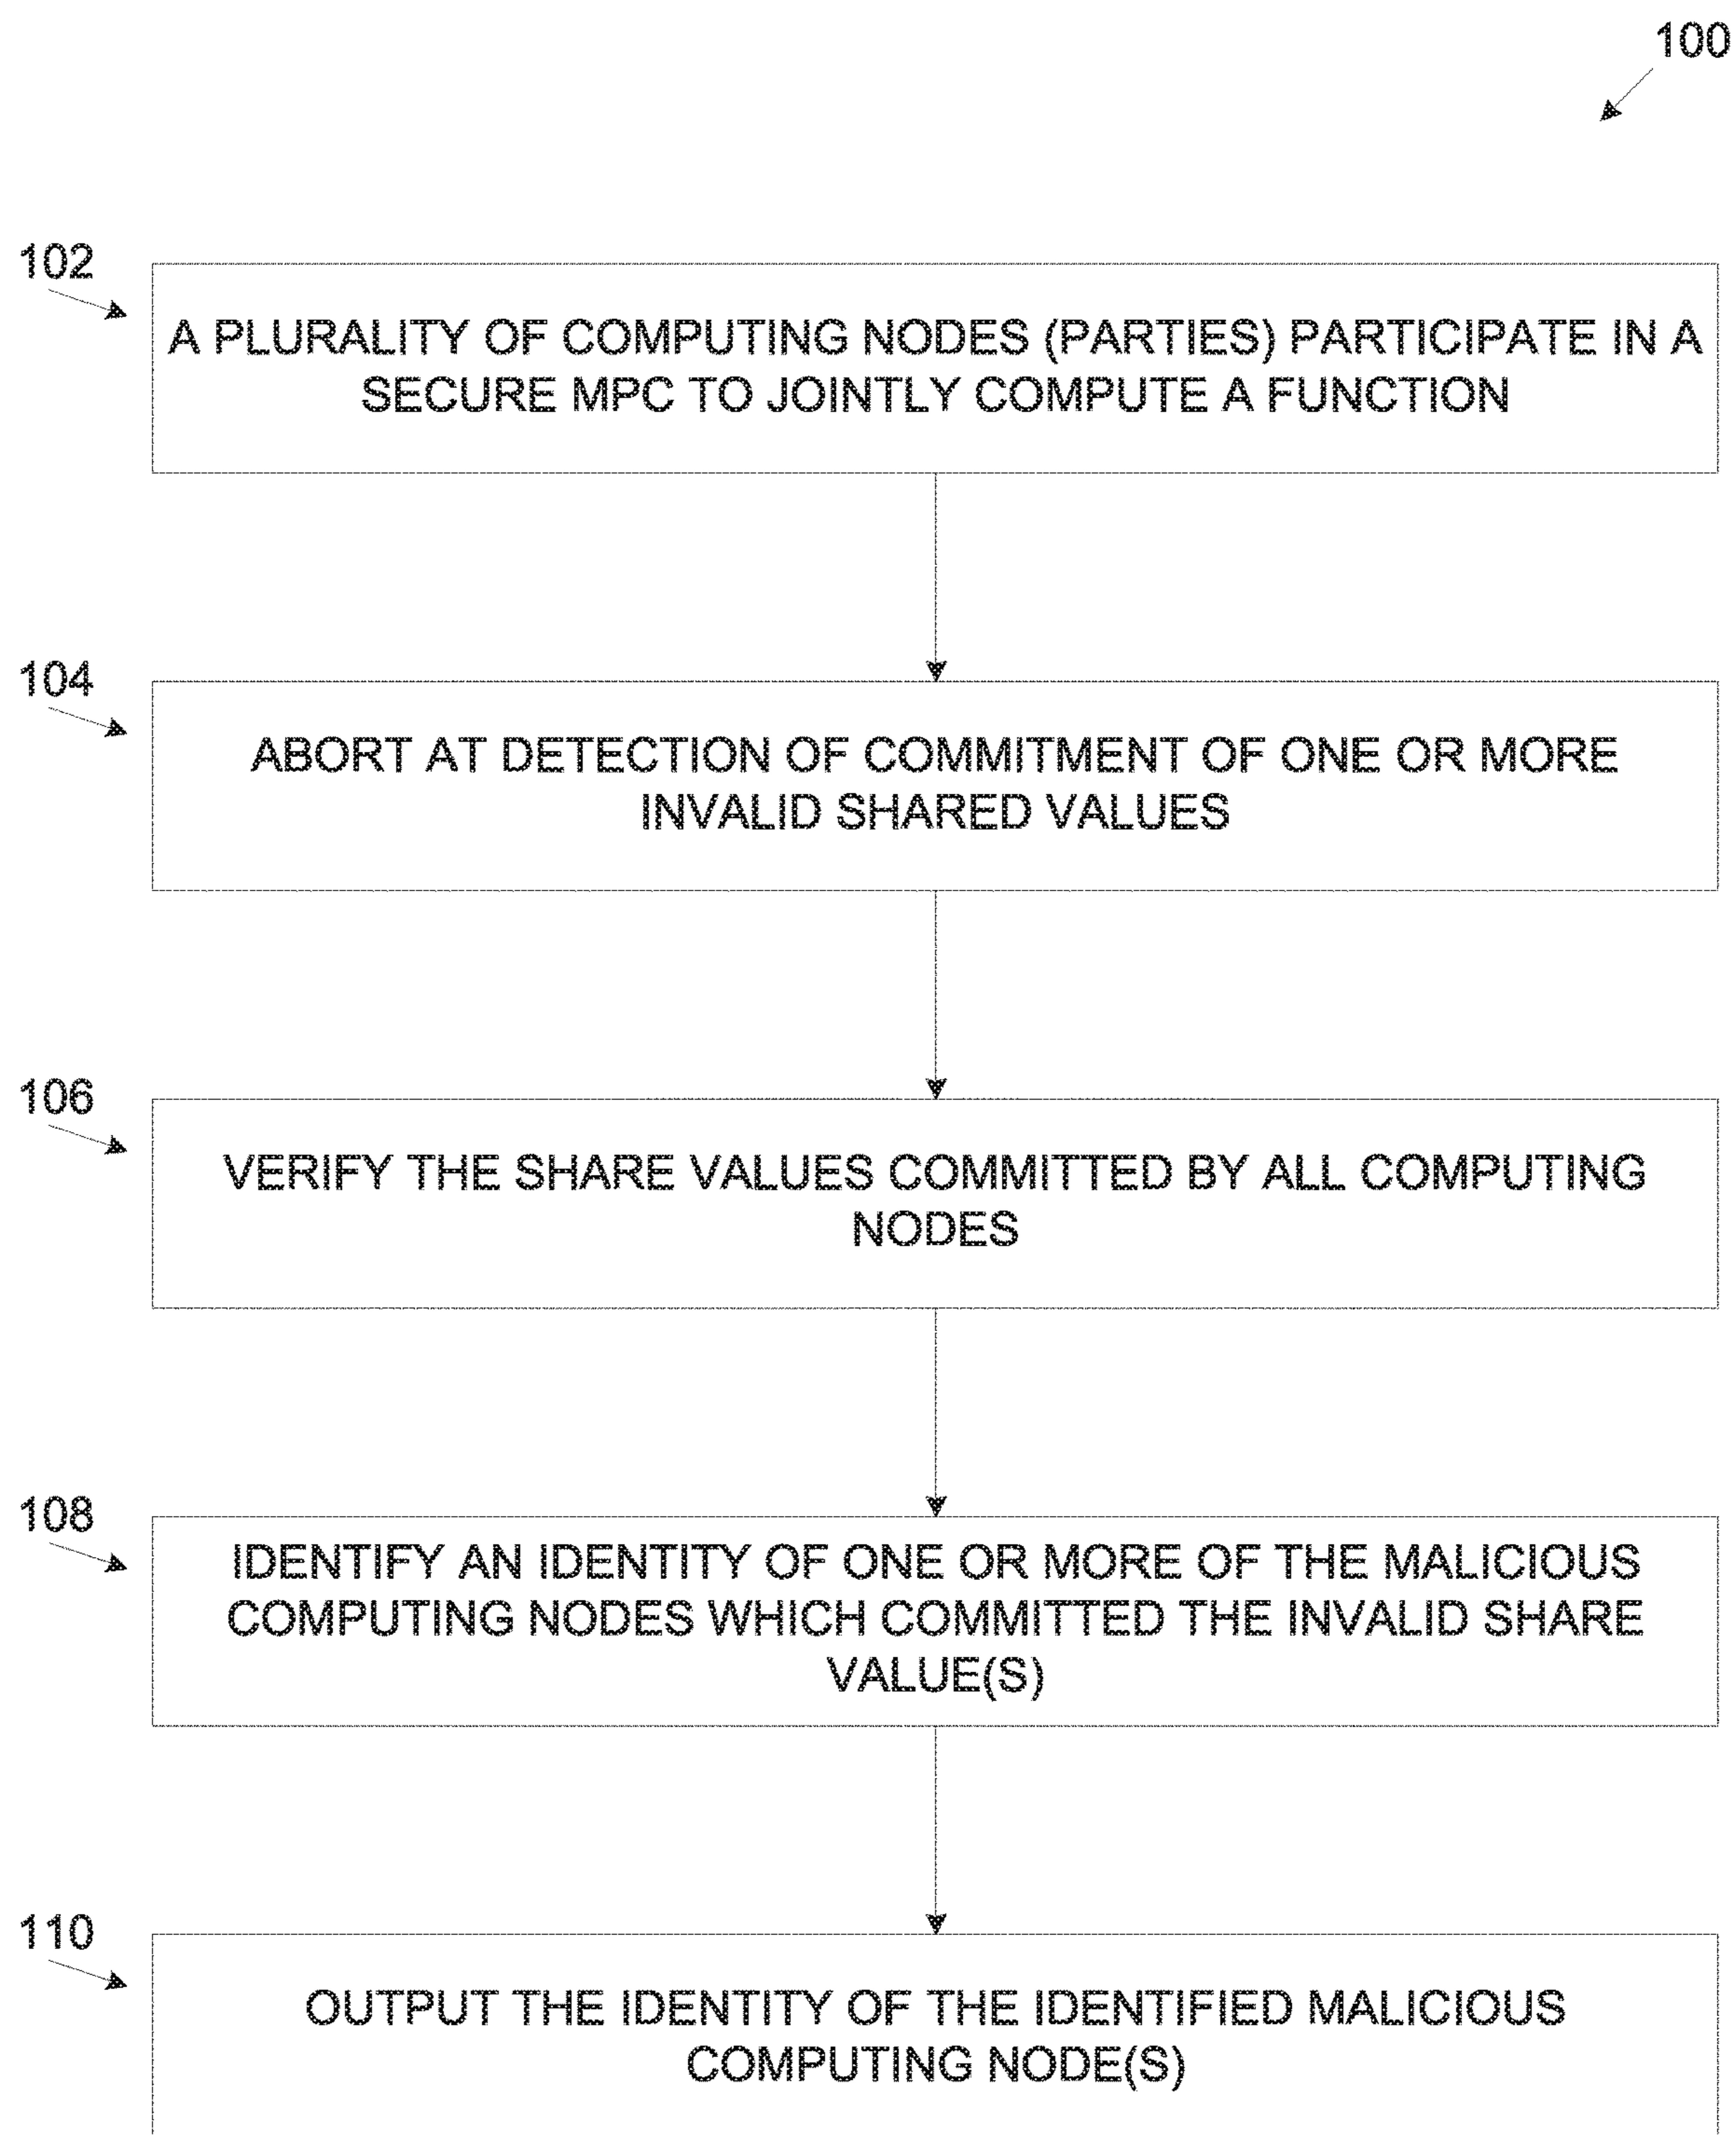 100
102
A PLURALITY OF COMPUTING NODES (PARTIES) PARTICIPATE IN A
SECURE MPC TO JOINTLY COMPUTE A FUNCTION
104
ABORT AT DETECTION OF COMMITMENT OF ONE OR MORE
INVALID SHARED VALUES
106
VERIFY THE SHARE VALUES COMMITTED BY ALL COMPUTING
NODES
108
IDENTIFY AN IDENTITY OF ONE OR MORE OF THE MALICIOUS
COMPUTING NODES WHICH COMMITTED THE INVALID SHARE
VALUE(S)
110
OUTPUT THE IDENTITY OF THE IDENTIFIED MALICIOUS
COMPUTING NODE(S)